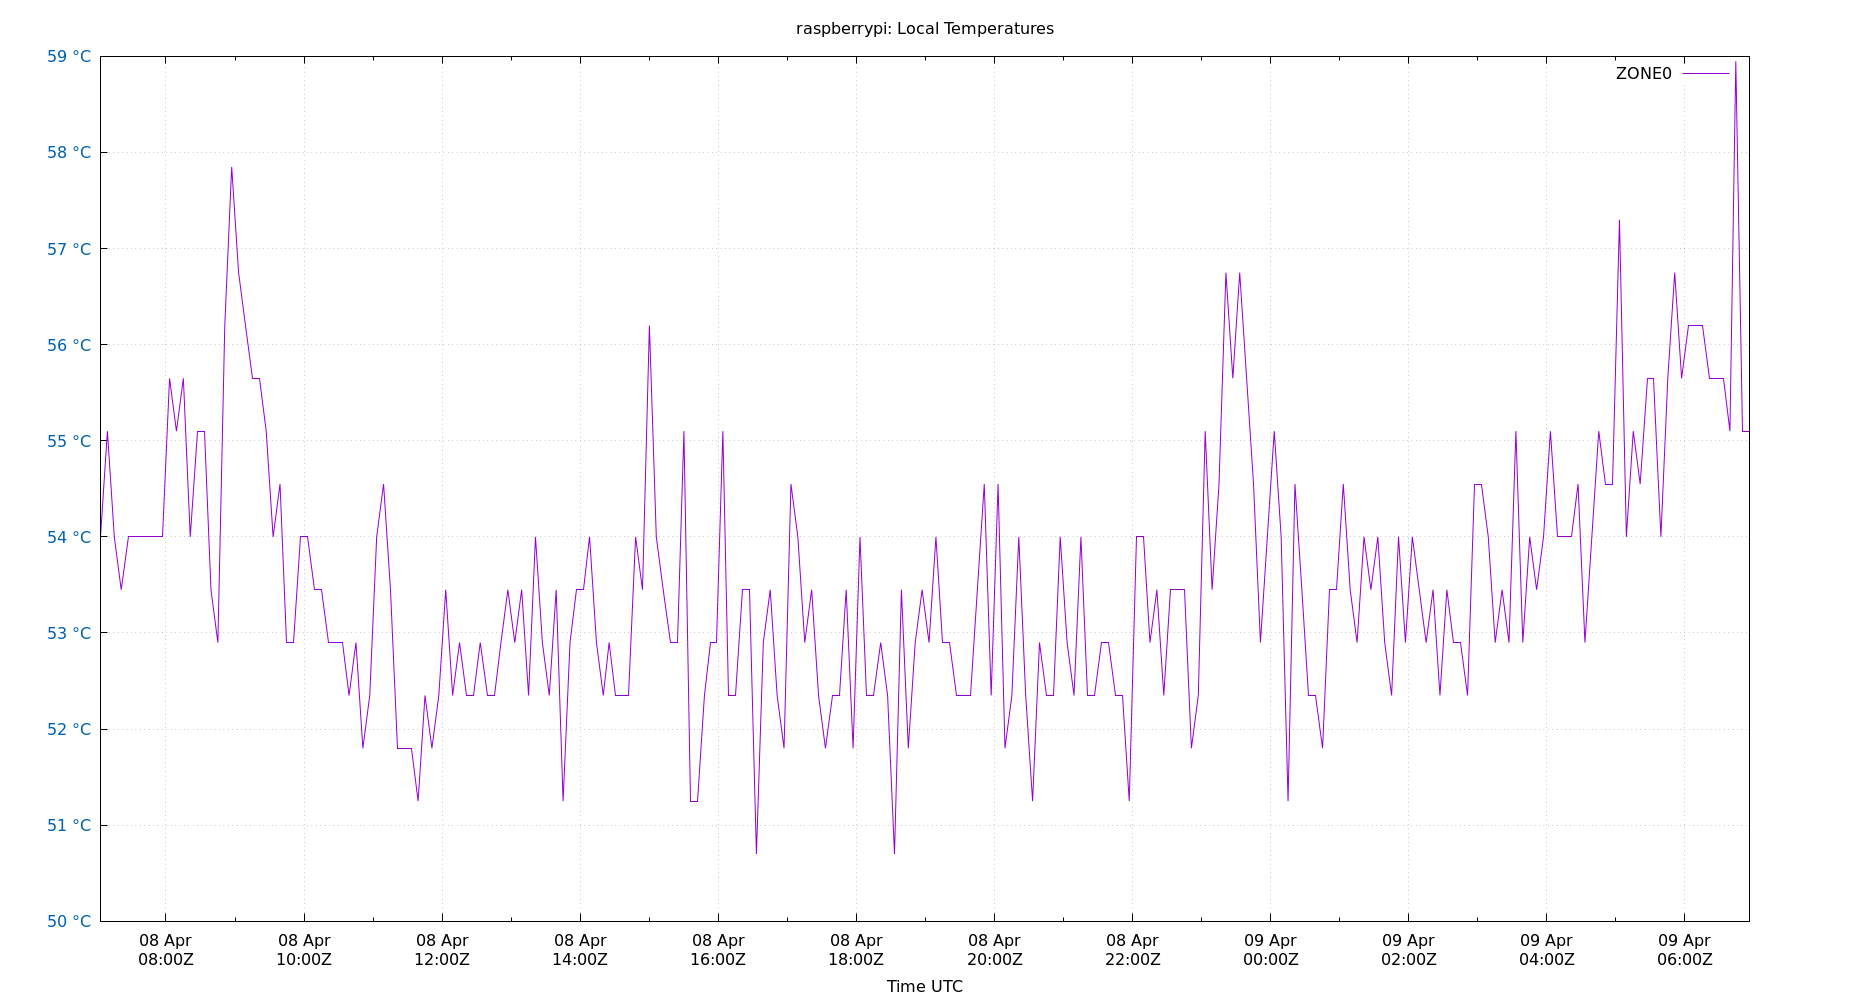 raspberrypi: Local Temperatures
59 °C
ZONE0
58 °C
57 °C
56 °C
55 °C
54 °C
53 °C
52 °C
51 °C
50 °C
08 Apr 08 Apr 08 Apr 08 Apr 08 Apr 08 Apr 08 Apr 08 Apr 09 Apr 09 Apr 09 Apr 09 Apr
08:00Z 10:00Z 12:00Z 14:00Z 16:00Z 18:00Z 20:00Z 22:00Z 00:00Z 02:00Z 04:00Z 06:00Z
Time UTC